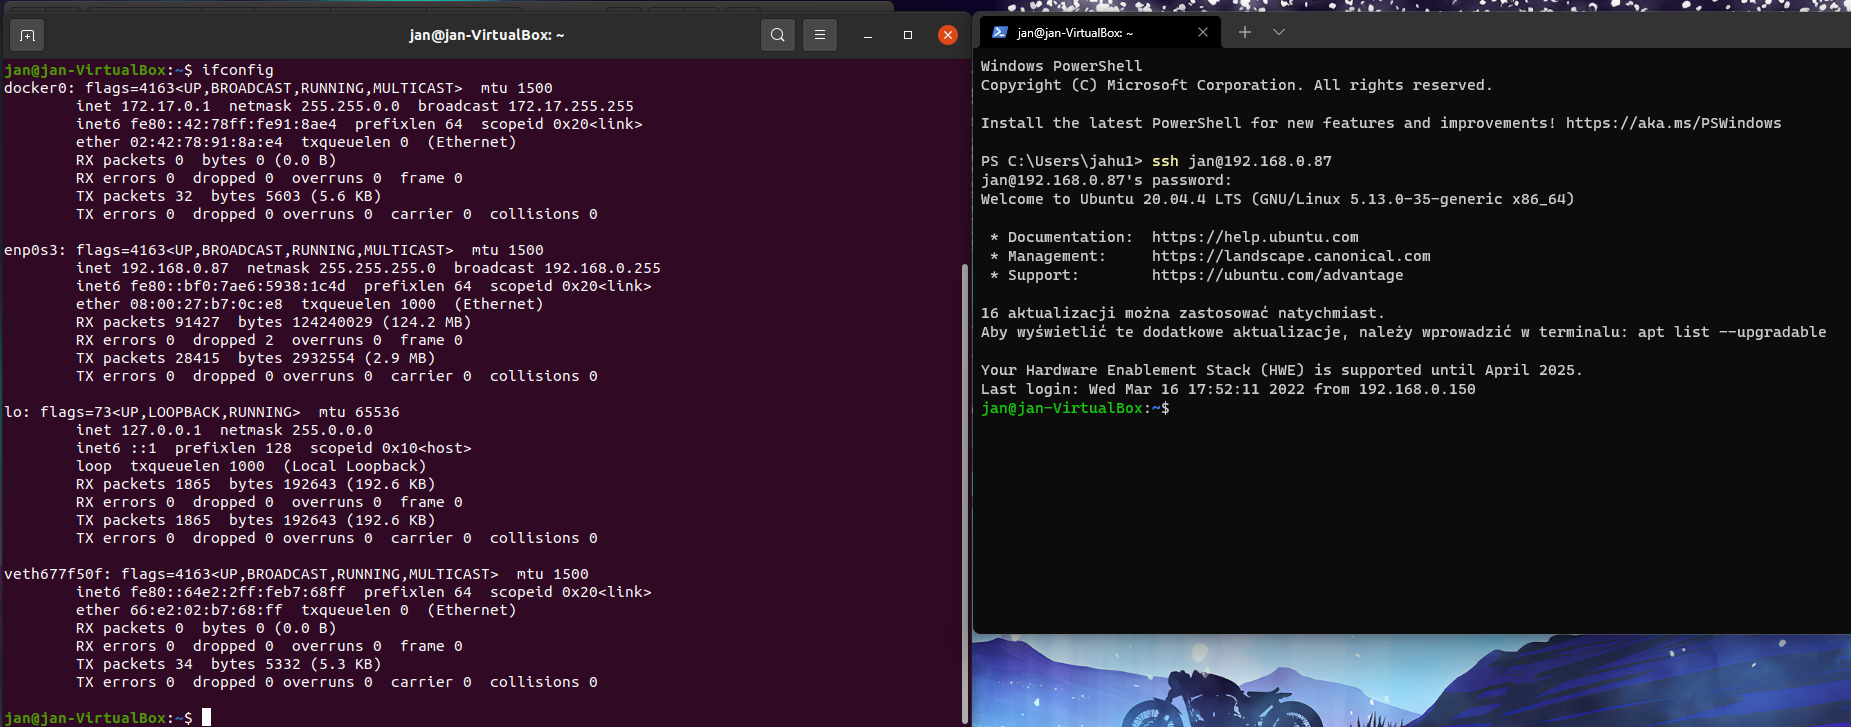 jan@jan-VirtualBox: ~
jan@jan-VirtualBox:~$ ifconfig
docker0: flags=4163<UP,BROADCAST,RUNNING,MULTICAST>  mtu 1500
        inet 172.17.0.1  netmask 255.255.0.0  broadcast 172.17.255.255
        inet6 fe80::42:78ff:fe91:8ae4  prefixlen 64  scopeid 0x20<link>
        ether 02:42:78:91:8a:e4  txqueuelen 0  (Ethernet)
        RX packets 0  bytes 0 (0.0 B)
        RX errors 0  dropped 0  overruns 0  frame 0
        TX packets 32  bytes 5603 (5.6 KB)
        TX errors 0  dropped 0 overruns 0  carrier 0  collisions 0

enp0s3: flags=4163<UP,BROADCAST,RUNNING,MULTICAST>  mtu 1500
        inet 192.168.0.87  netmask 255.255.255.0  broadcast 192.168.0.255
        inet6 fe80::bf0:7ae6:5938:1c4d  prefixlen 64  scopeid 0x20<link>
        ether 08:00:27:b7:0c:e8  txqueuelen 1000  (Ethernet)
        RX packets 91427  bytes 124240029 (124.2 MB)
        RX errors 0  dropped 2  overruns 0  frame 0
        TX packets 28415  bytes 2932554 (2.9 MB)
        TX errors 0  dropped 0 overruns 0  carrier 0  collisions 0

lo: flags=73<UP,LOOPBACK,RUNNING>  mtu 65536
        inet 127.0.0.1  netmask 255.0.0.0
        inet6 ::1  prefixlen 128  scopeid 0x10<host>
        loop  txqueuelen 1000  (Local Loopback)
        RX packets 1865  bytes 192643 (192.6 KB)
        RX errors 0  dropped 0  overruns 0  frame 0
        TX packets 1865  bytes 192643 (192.6 KB)
        TX errors 0  dropped 0 overruns 0  carrier 0  collisions 0

veth677f50f: flags=4163<UP,BROADCAST,RUNNING,MULTICAST>  mtu 1500
        inet6 fe80::64e2:2ff:feb7:68ff  prefixlen 64  scopeid 0x20<link>
        ether 66:e2:02:b7:68:ff  txqueuelen 0  (Ethernet)
        RX packets 0  bytes 0 (0.0 B)
        RX errors 0  dropped 0  overruns 0  frame 0
        TX packets 34  bytes 5332 (5.3 KB)
        TX errors 0  dropped 0 overruns 0  carrier 0  collisions 0

jan@jan-VirtualBox:~$
jan@jan-VirtualBox: ~
Windows PowerShell
Copyright (C) Microsoft Corporation. All rights reserved.

Install the latest PowerShell for new features and improvements! https://aka.ms/PSWindows

PS C:\Users\jahu1> ssh jan@192.168.0.87
jan@192.168.0.87's password:
Welcome to Ubuntu 20.04.4 LTS (GNU/Linux 5.13.0-35-generic x86_64)

 * Documentation:  https://help.ubuntu.com
 * Management:     https://landscape.canonical.com
 * Support:        https://ubuntu.com/advantage

16 aktualizacji można zastosować natychmiast.
Aby wyświetlić te dodatkowe aktualizacje, należy wprowadzić w terminalu: apt list --upgradable

Your Hardware Enablement Stack (HWE) is supported until April 2025.
Last login: Wed Mar 16 17:52:11 2022 from 192.168.0.150
jan@jan-VirtualBox:~$